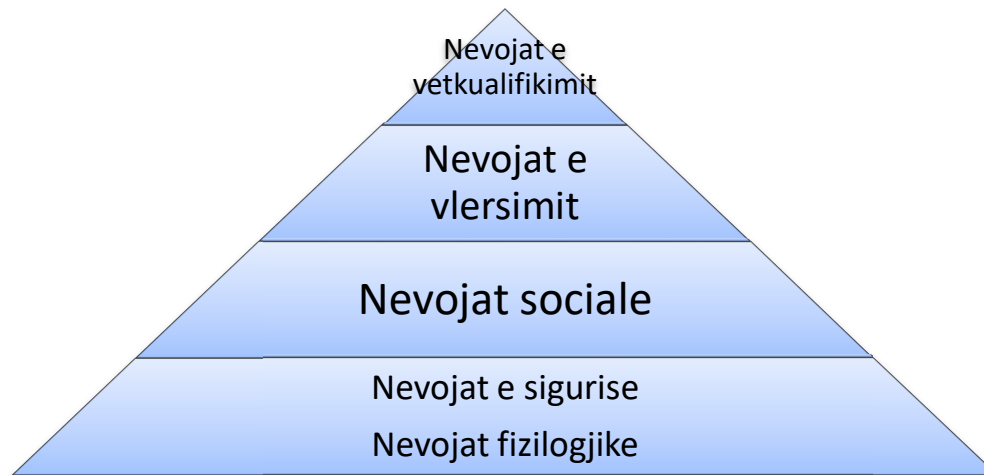 Nevojat e
vetkualifikimit
Nevojat e
vlersimit
Nevojat sociale
Nevojat e sigurise
Nevojat fizilogjike